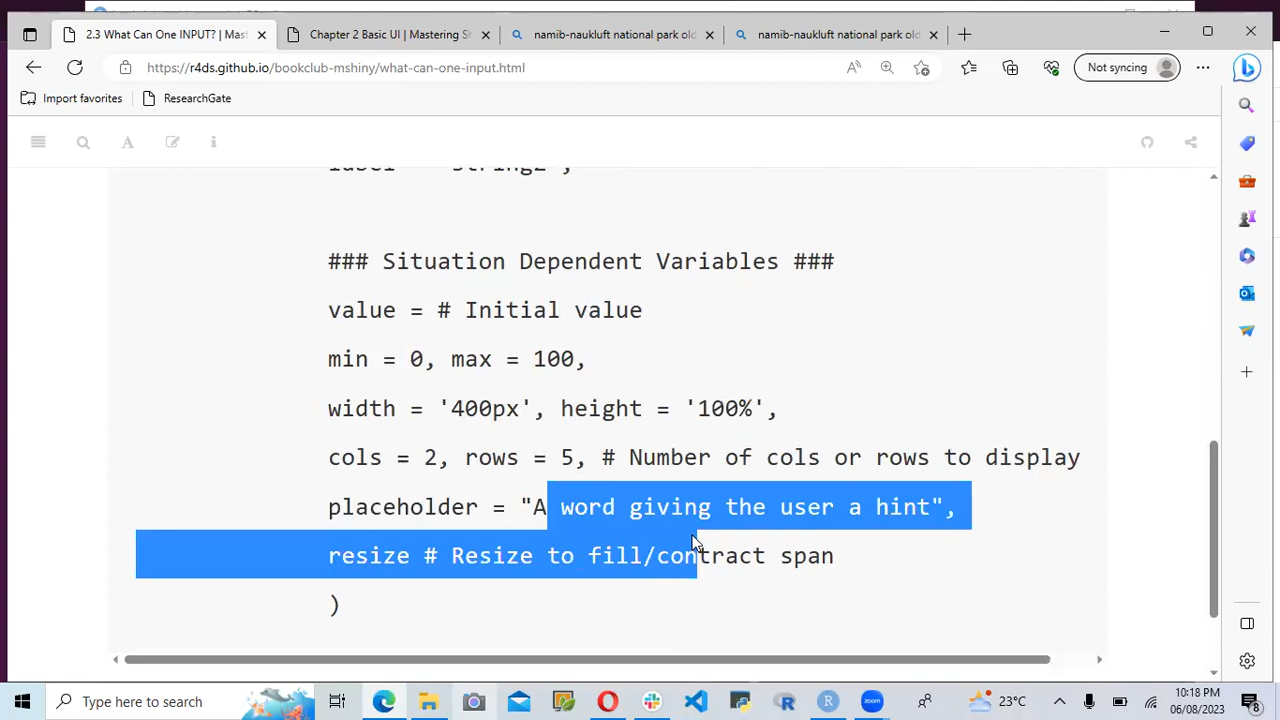 2.3 What Can One INPUT? | Mast
Chapter 2 Basic UI | Mastering Sh
namib-naukluft national park old
namib-naukluft national park old
https://r4ds.github.io/bookclub-mshiny/what-can-one-input.html
Not syncing
Import favorites
ResearchGate
### Situation Dependent Variables ###
value = # Initial value
min = 0, max = 100,
width = '400px', height = '100%',
cols = 2, rows = 5, # Number of cols or rows to display
placeholder = "A word giving the user a hint",
resize # Resize to fill/contract span
)
Type here to search
zoom
23°C
10:18 PM
06/08/2023
8